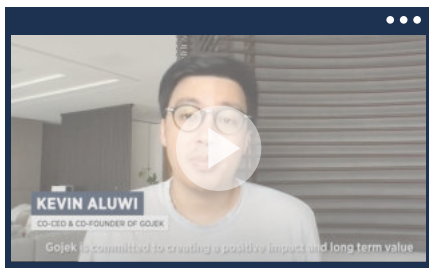 KEVIN ALUWI
CO-CEO & CO-FOUNDER OF GOJEK
Gojek is committed to creating a positive impact and long term value